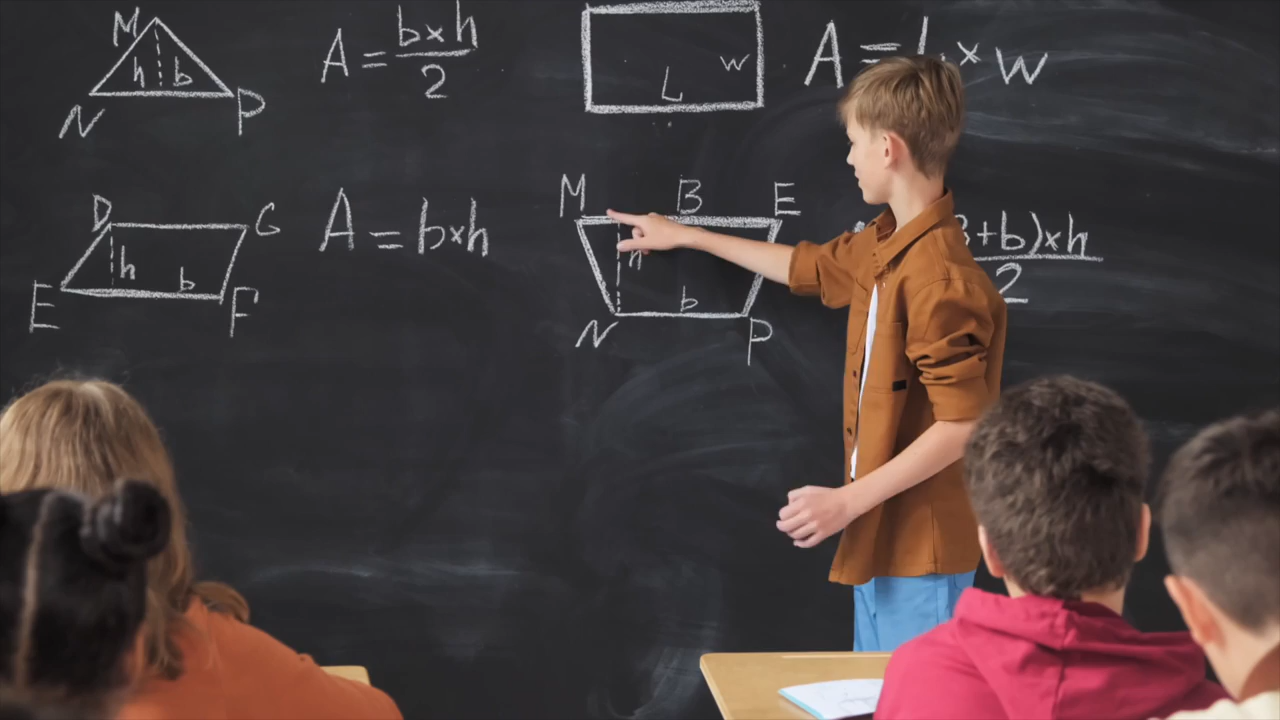 M
h b
N P
A = b×h
2
L w
A = L × w
D G
h b
E F
A = b×h
M B E
h
b
N P
+b)×h
2